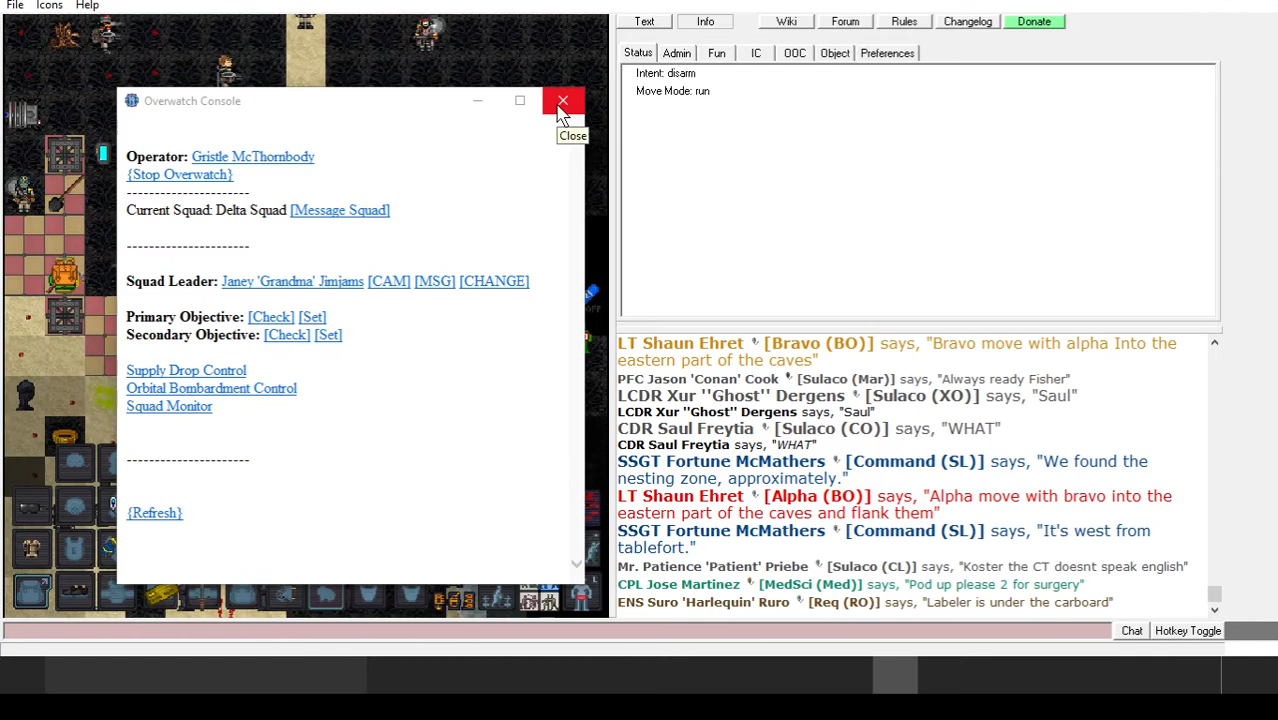 File Icons Help
Text Info Wiki Forum Rules Changelog Donate
Status Admin Fun IC OOC Object Preferences
Intent: disarm
Move Mode: run
Overwatch Console
Close
Operator: Gristle McThornbody
{Stop Overwatch}
----------------------
Current Squad: Delta Squad [Message Squad]
----------------------
Squad Leader: Janey 'Grandma' Jimjams [CAM] [MSG] [CHANGE]
Primary Objective: [Check] [Set]
Secondary Objective: [Check] [Set]
Supply Drop Control
Orbital Bombardment Control
Squad Monitor
----------------------
{Refresh}
OFF
LT Shaun Ehret [Bravo (BO)] says, "Bravo move with alpha Into the
eastern part of the caves"
PFC Jason 'Conan' Cook [Sulaco (Mar)] says, "Always ready Fisher"
LCDR Xur "Ghost" Dergens [Sulaco (XO)] says, "Saul"
LCDR Xur "Ghost" Dergens says, "Saul"
CDR Saul Freytia [Sulaco (CO)] says, "WHAT"
CDR Saul Freytia says, "WHAT"
SSGT Fortune McMathers [Command (SL)] says, "We found the
nesting zone, approximately."
LT Shaun Ehret [Alpha (BO)] says, "Alpha move with bravo into the
eastern part of the caves and flank them"
SSGT Fortune McMathers [Command (SL)] says, "It's west from
tablefort."
Mr. Patience 'Patient' Priebe [Sulaco (CL)] says, "Koster the CT doesnt speak english"
CPL Jose Martinez [MedSci (Med)] says, "Pod up please 2 for surgery"
ENS Suro 'Harlequin' Ruro [Req (RO)] says, "Labeler is under the carboard"
Chat Hotkey Toggle